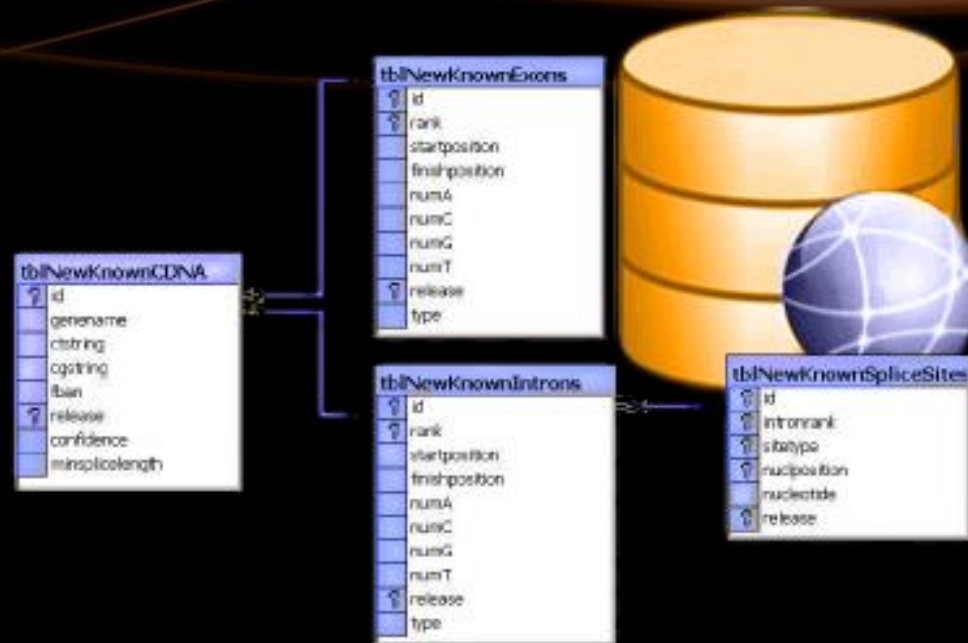 tblNewKnownExons
id
rank
startposition
finishposition
numA
numC
numG
numT
release
type
tblNewKnownCDNA
id
genename
ctstring
cgstring
fban
release
confidence
minsplicelength
tblNewKnownIntrons
id
rank
startposition
finishposition
numA
numC
numG
numT
release
type
tblNewKnownSpliceSites
id
intronrank
sitetype
nuclposition
nucleotide
release